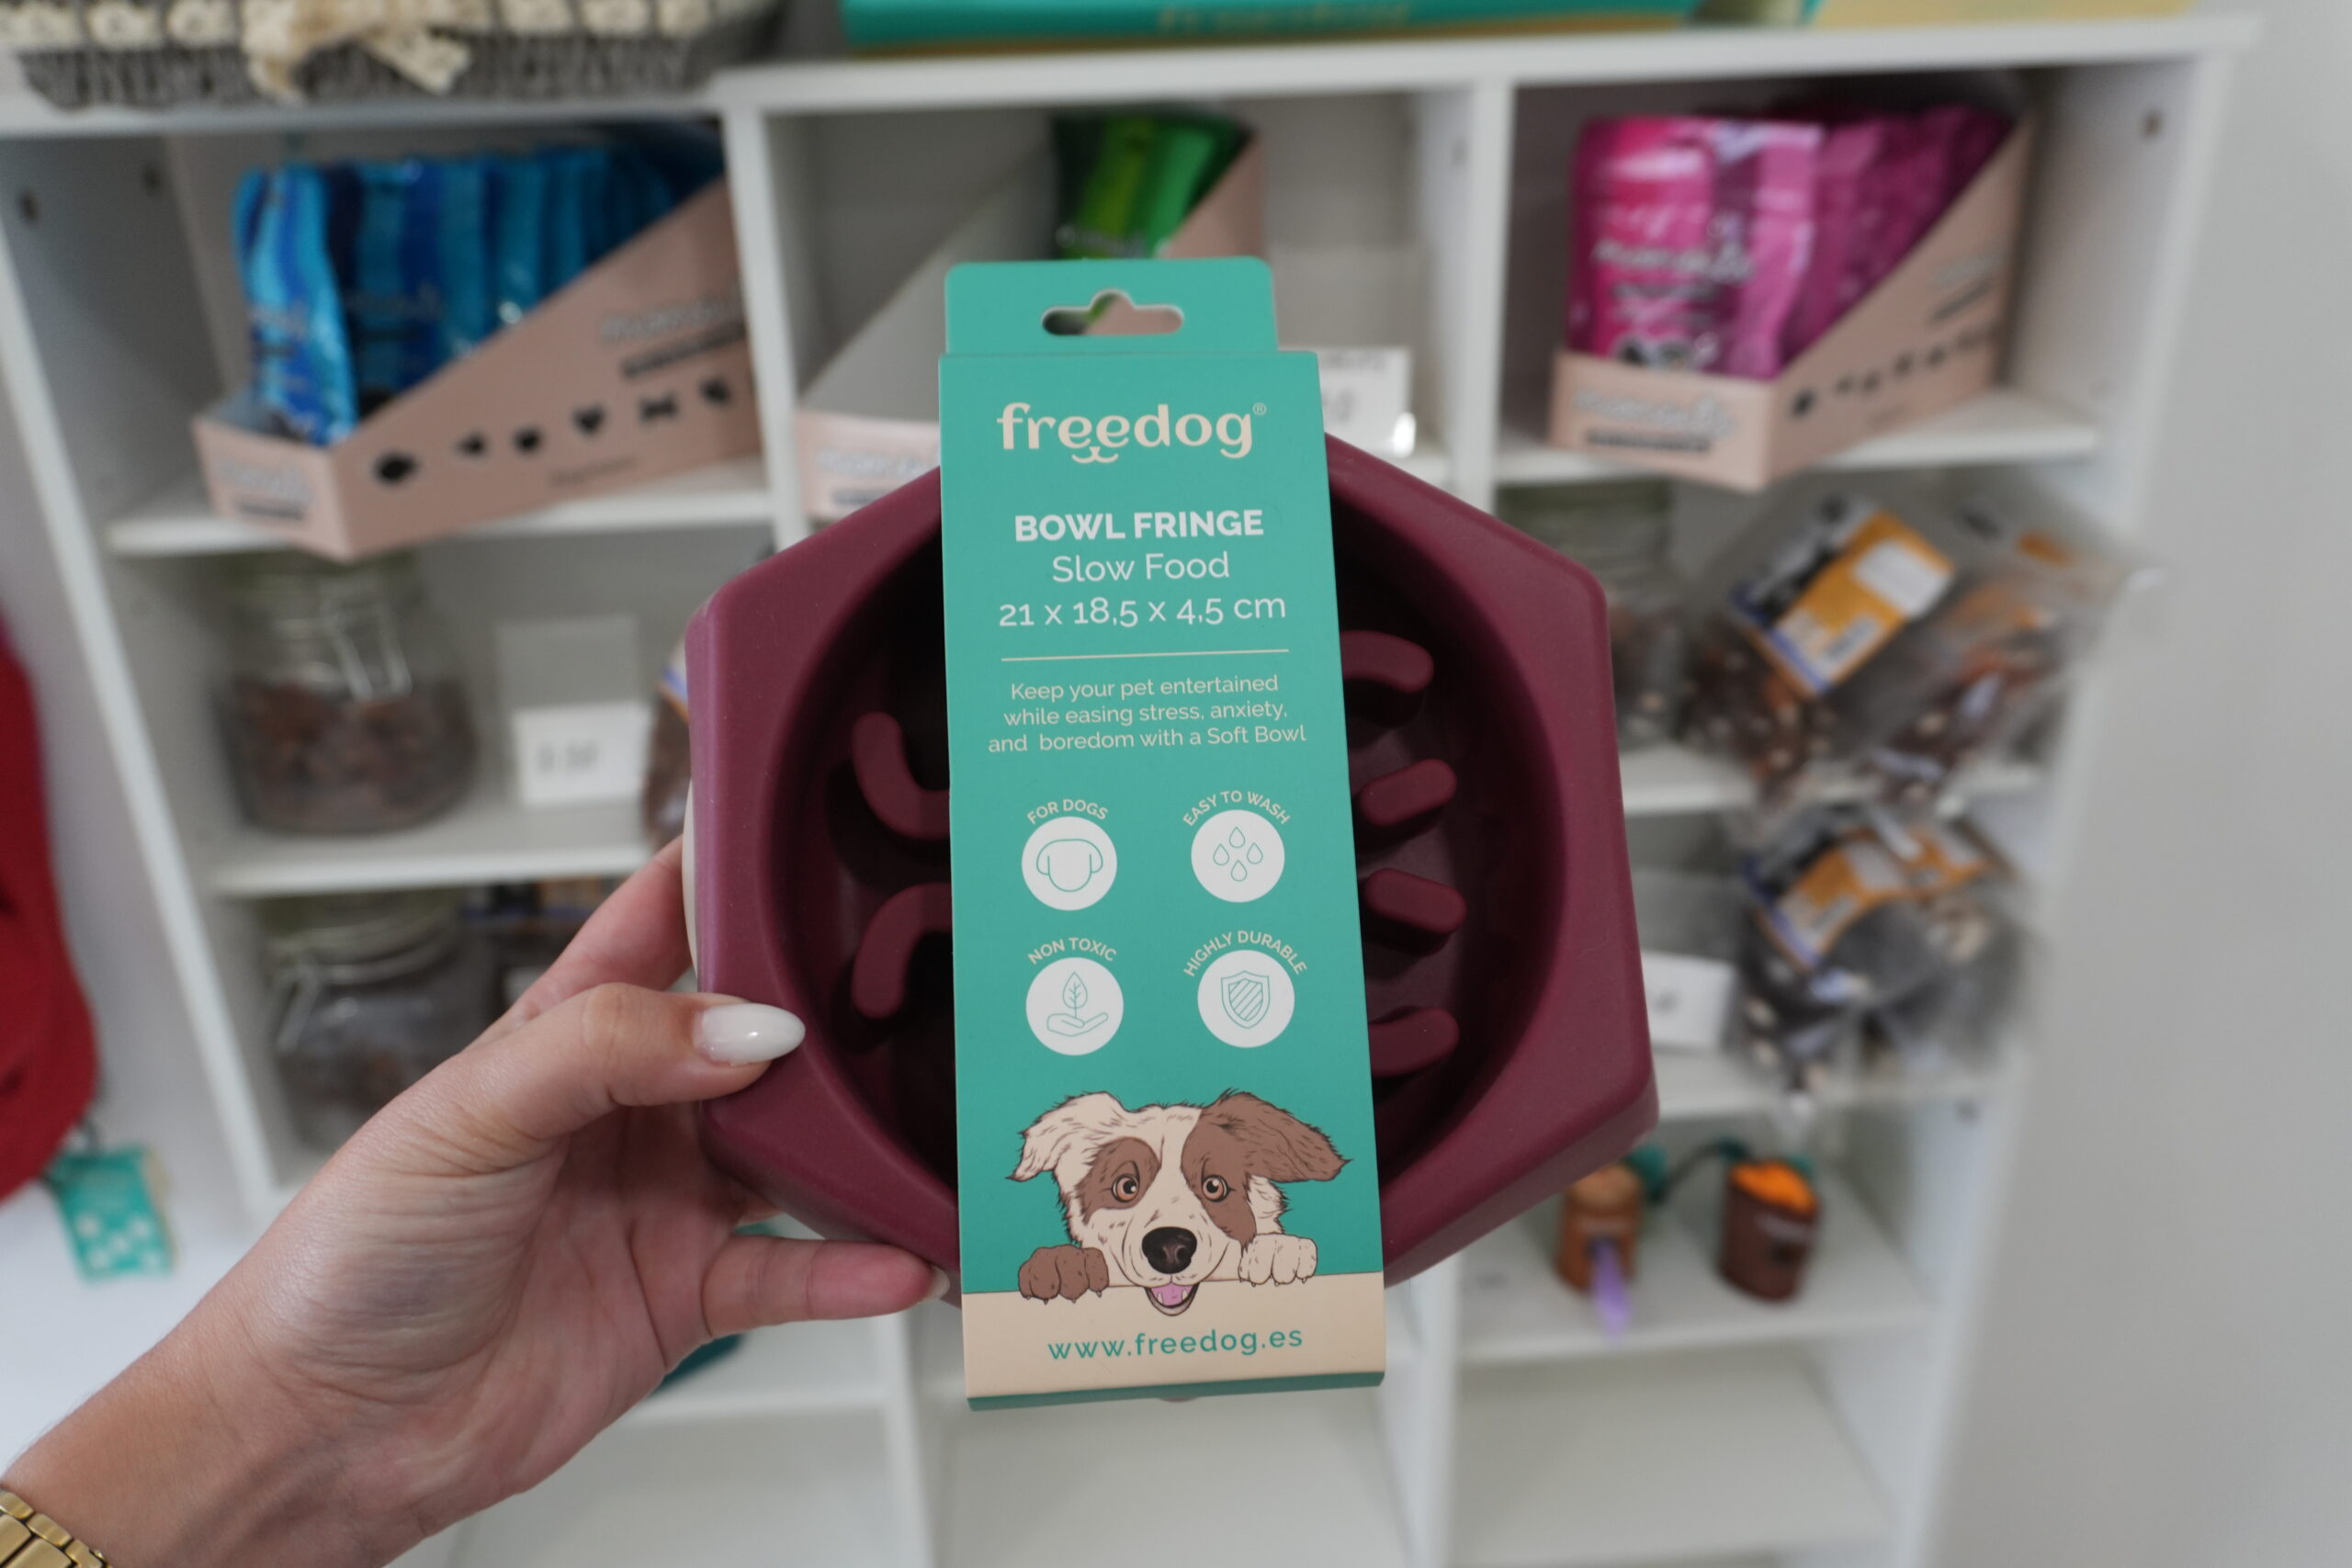 freedog®
BOWL FRINGE
Slow Food
21 x 18,5 x 4,5 cm
Keep your pet entertained
while easing stress, anxiety,
and boredom with a Soft Bowl
FOR DOGS
EASY TO WASH
NON TOXIC
HIGHLY DURABLE
www.freedog.es